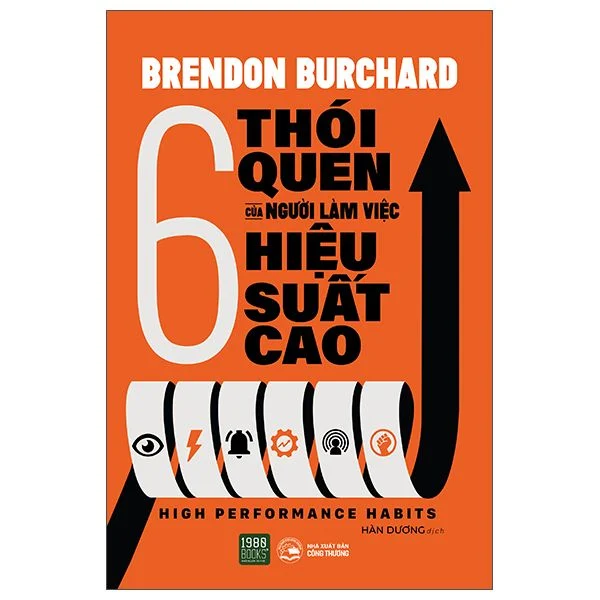 BRENDON BURCHARD
6 THÓI
QUEN
CỦA NGƯỜI LÀM VIỆC
HIỆU
SUẤT
CAO
HIGH PERFORMANCE HABITS
HÀN DƯƠNG dịch
1980
BOOKS
NHÀ XUẤT BẢN
CÔNG THƯƠNG